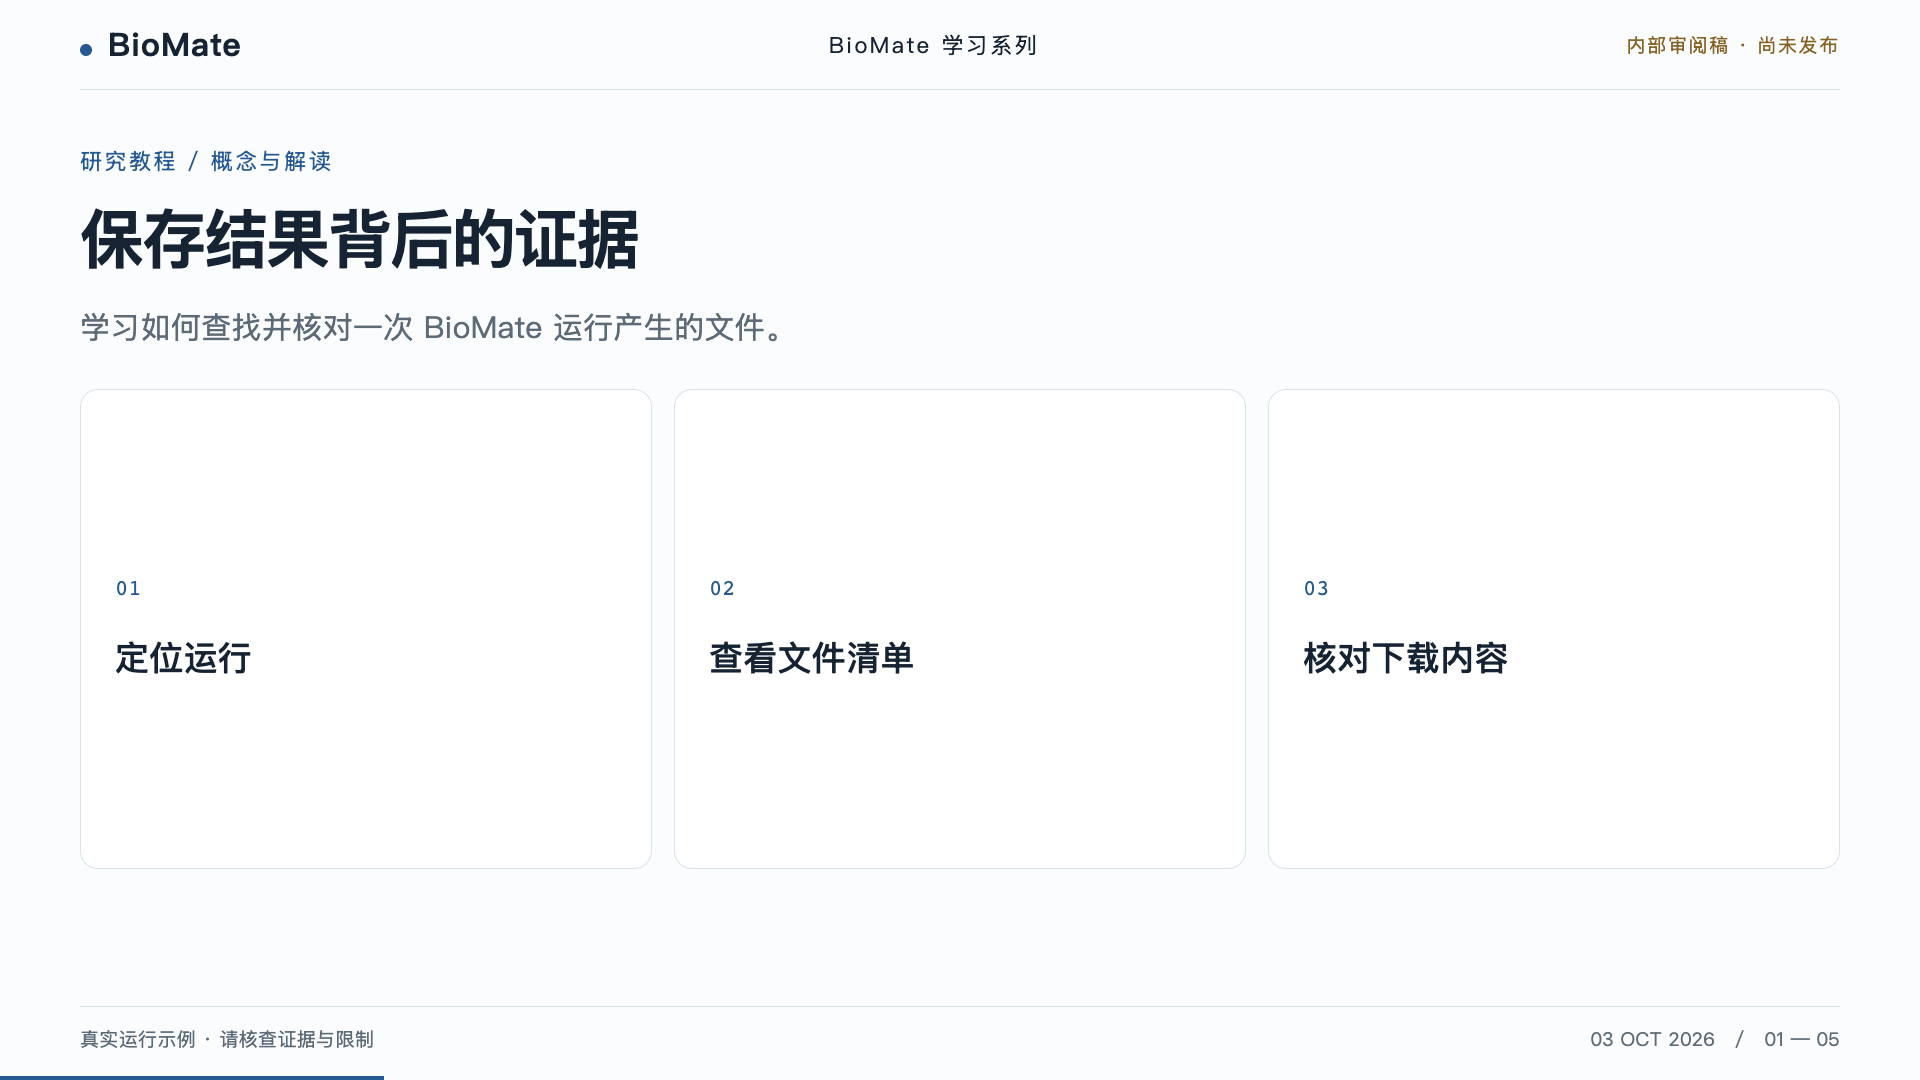 BioMate
BioMate 学习系列
内部审阅稿 · 尚未发布
研究教程 / 概念与解读
保存结果背后的证据
学习如何查找并核对一次 BioMate 运行产生的文件。
01
定位运行
02
查看文件清单
03
核对下载内容
真实运行示例 · 请核查证据与限制
03 OCT 2026 / 01 — 05